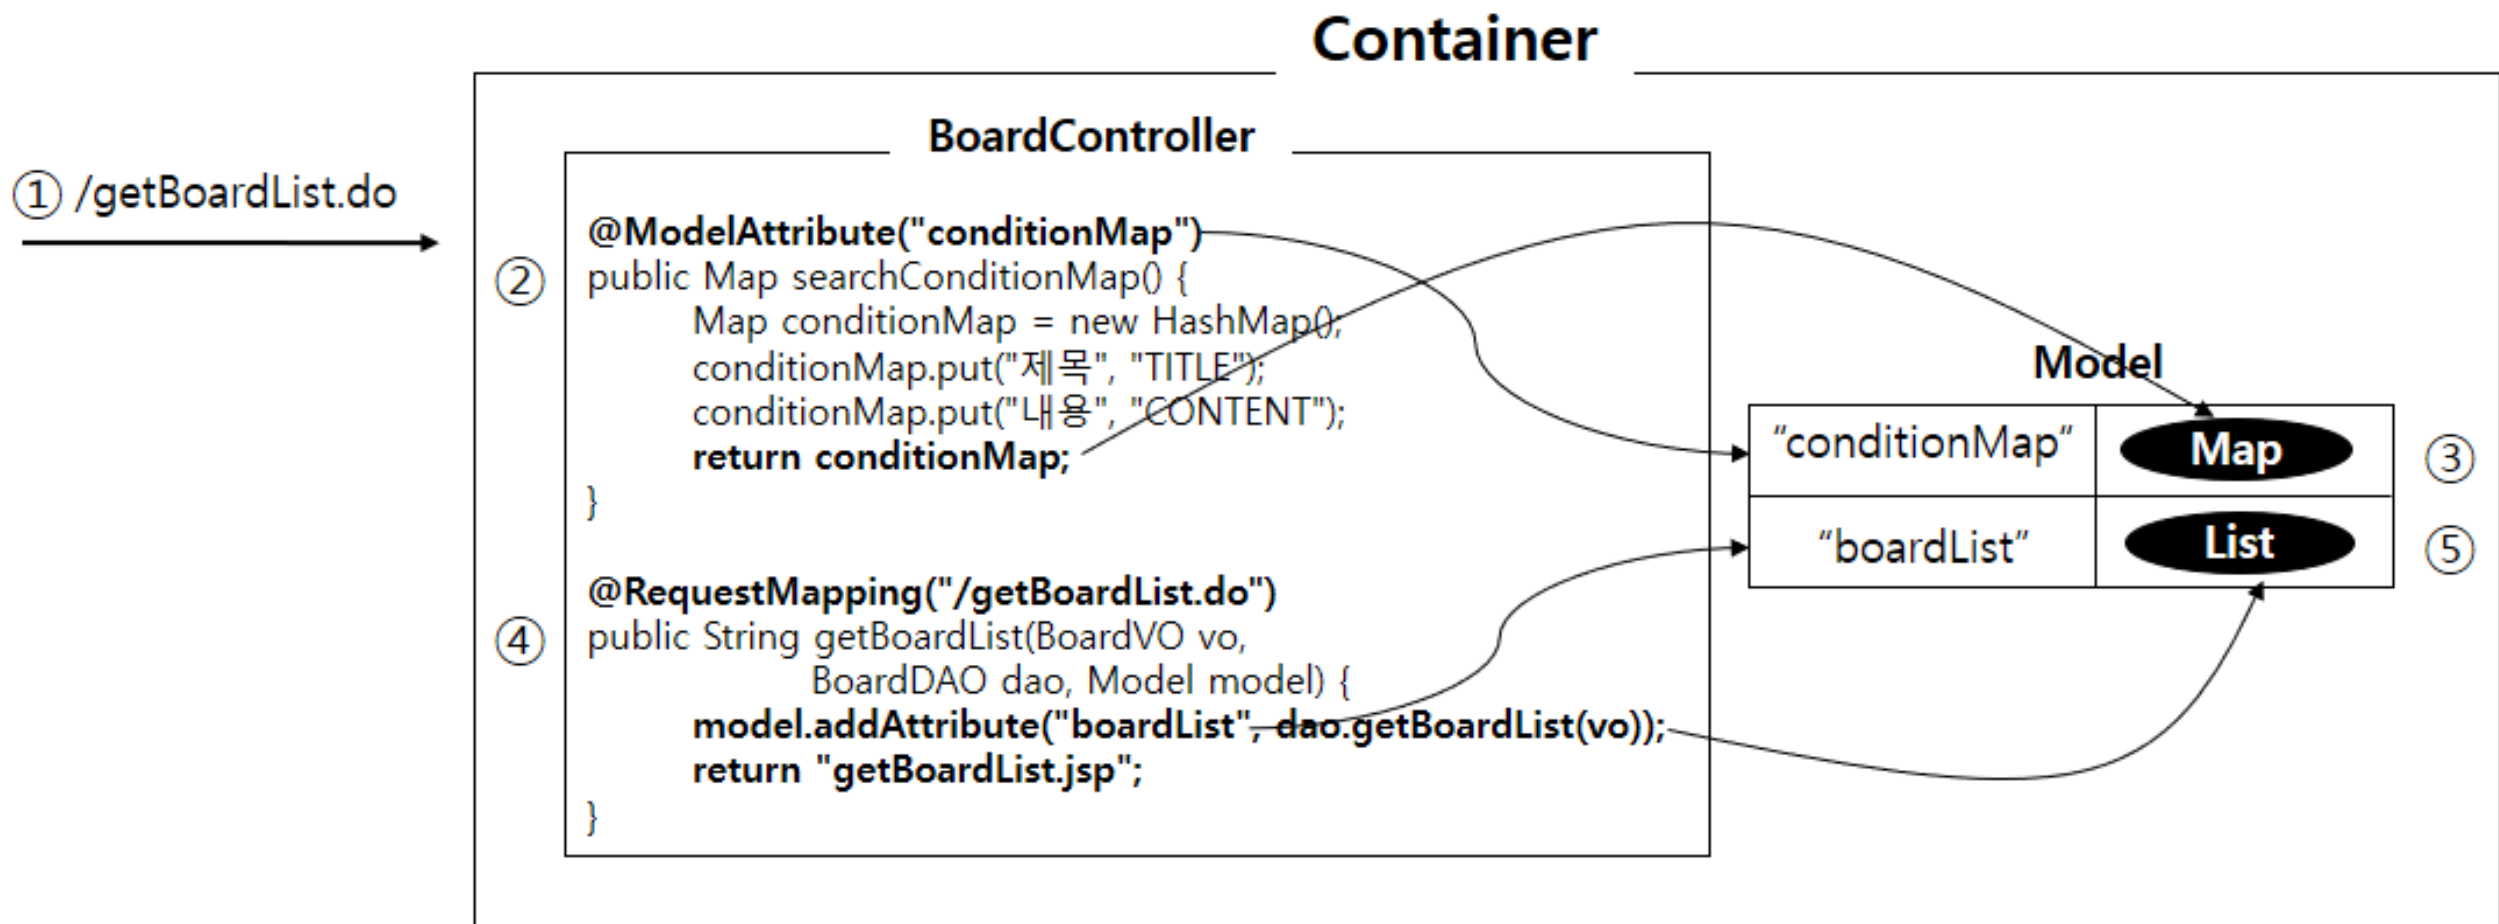 Container
BoardController
① /getBoardList.do
@ModelAttribute("conditionMap")
② public Map searchConditionMap() {
Map conditionMap = new HashMap();
conditionMap.put("제목", "TITLE");
conditionMap.put("내용", "CONTENT");
return conditionMap;
}
@RequestMapping("/getBoardList.do")
④ public String getBoardList(BoardVO vo,
BoardDAO dao, Model model) {
model.addAttribute("boardList", dao.getBoardList(vo));
return "getBoardList.jsp";
}
Model
“conditionMap” Map ③
“boardList” List ⑤